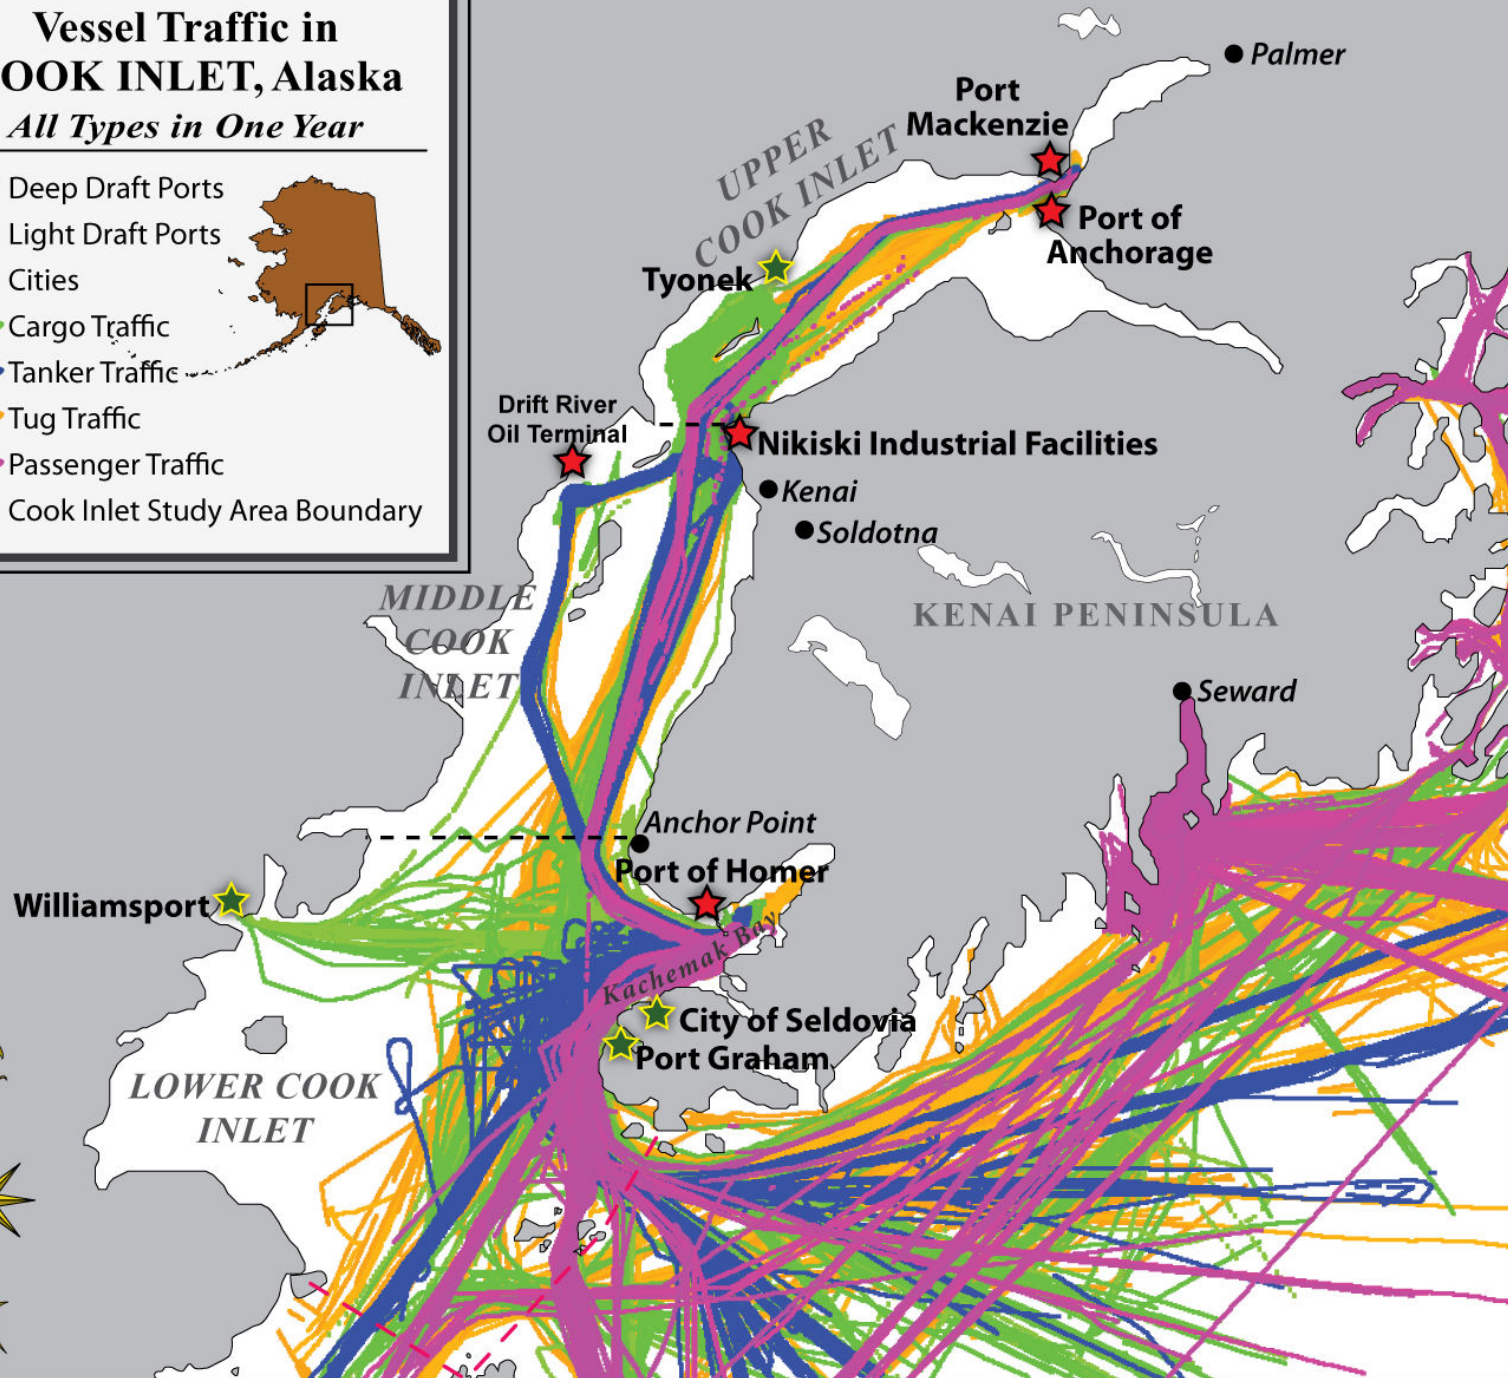 Vessel Traffic in
OOK INLET, Alaska
All Types in One Year
Deep Draft Ports
Light Draft Ports
Cities
Cargo Traffic
Tanker Traffic
Tug Traffic
Passenger Traffic
Cook Inlet Study Area Boundary
Palmer
Port
Mackenzie
UPPER
COOK INLET
Port of
Anchorage
Tyonek
Drift River
Oil Terminal
Nikiski Industrial Facilities
Kenai
Soldotna
MIDDLE
COOK
INLET
KENAI PENINSULA
Seward
Anchor Point
Port of Homer
Williamsport
Kachemak Bay
City of Seldovia
Port Graham
LOWER COOK
INLET